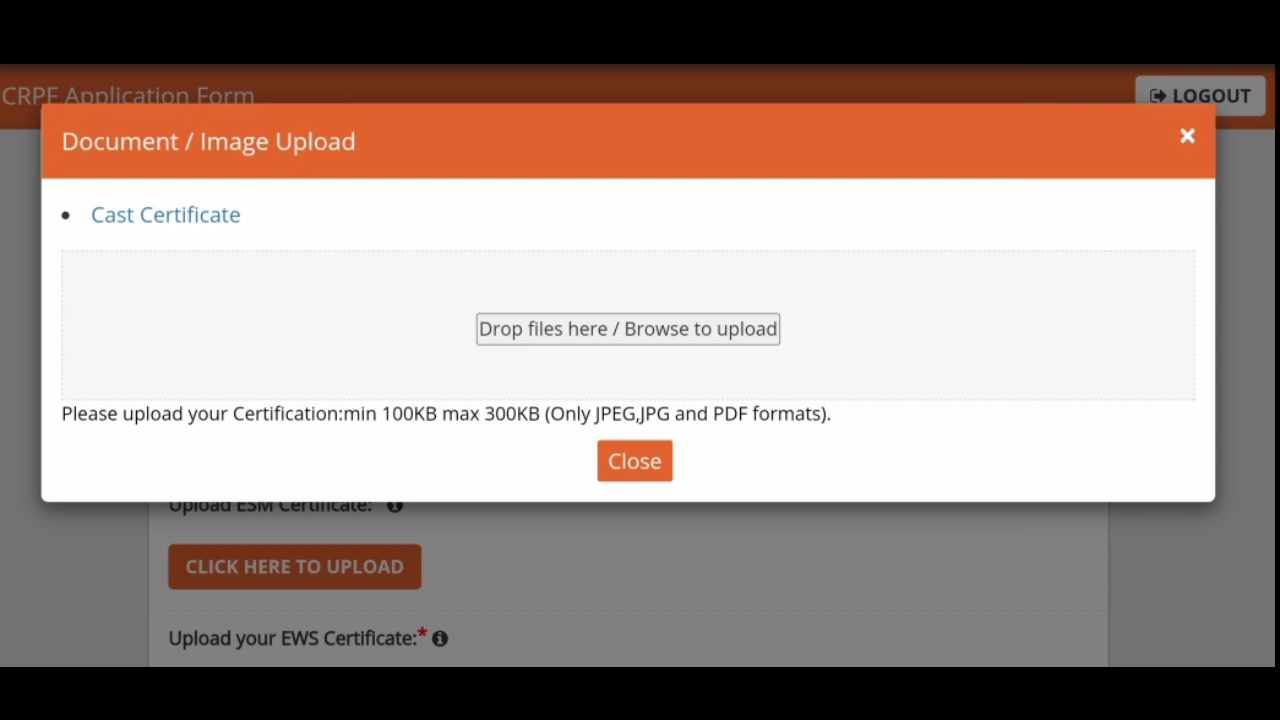 CRPF Application Form
LOGOUT
Document / Image Upload
Cast Certificate
Drop files here / Browse to upload
Please upload your Certification:min 100KB max 300KB (Only JPEG,JPG and PDF formats).
Close
Upload ESM Certificate:
CLICK HERE TO UPLOAD
Upload your EWS Certificate:*